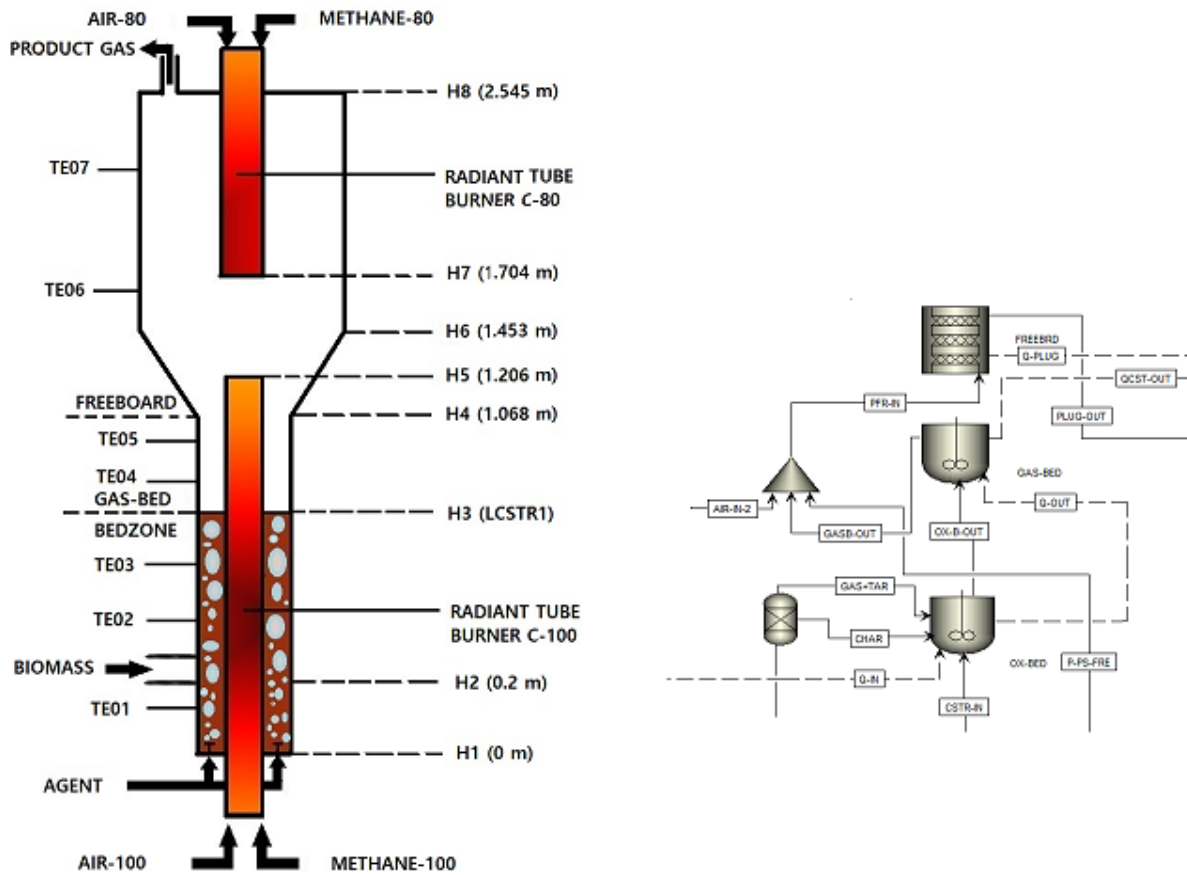 AIR-80
METHANE-80
PRODUCT GAS
H8 (2.545 m)
TE07
RADIANT TUBE
BURNER C-80
H7 (1.704 m)
TE06
H6 (1.453 m)
H5 (1.206 m)
FREEBOARD
H4 (1.068 m)
TE05
TE04
GAS-BED
H3 (LCSTR1)
BEDZONE
TE03
TE02
RADIANT TUBE
BURNER C-100
BIOMASS
H2 (0.2 m)
TE01
H1 (0 m)
AGENT
AIR-100
METHANE-100
FREEBRD
Q-PLUG
QCST-OUT
PFR-IN
PLUG-OUT
GAS-BED
AIR-IN-2
Q-OUT
GASB-OUT
OX-B-OUT
GAS+TAR
CHAR
OX-BED
P-PS-FRE
Q-IN
CSTR-IN